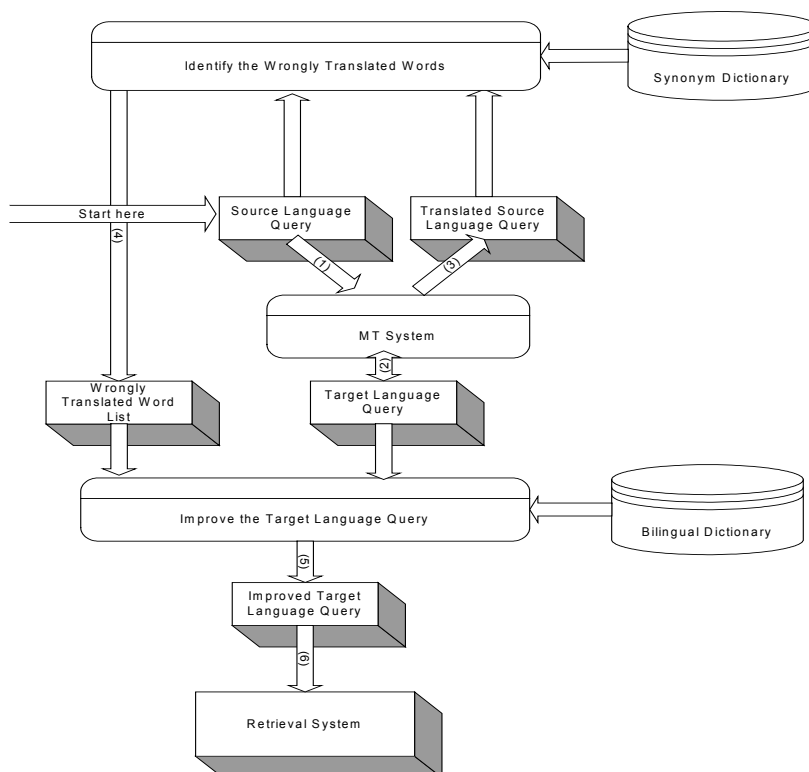 Identify the Wrongly Translated Words
Synonym Dictionary
Start here
(4)
Source Language
Query
Translated Source
Language Query
(1)
(3)
MT System
(2)
Wrongly
Translated Word
List
Target Language
Query
Improve the Target Language Query
Bilingual Dictionary
(5)
Improved Target
Language Query
(6)
Retrieval System